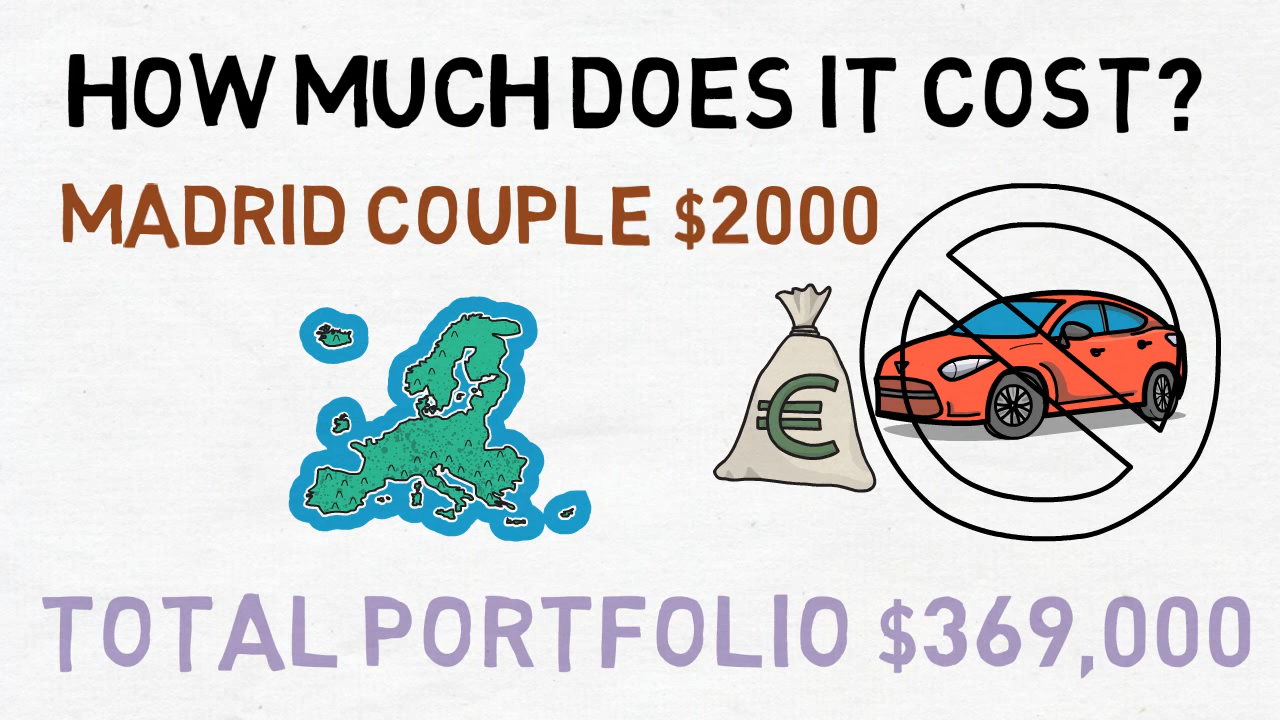 HOW MUCH DOES IT COST?
MADRID COUPLE $2000
€
TOTAL PORTFOLIO $369,000